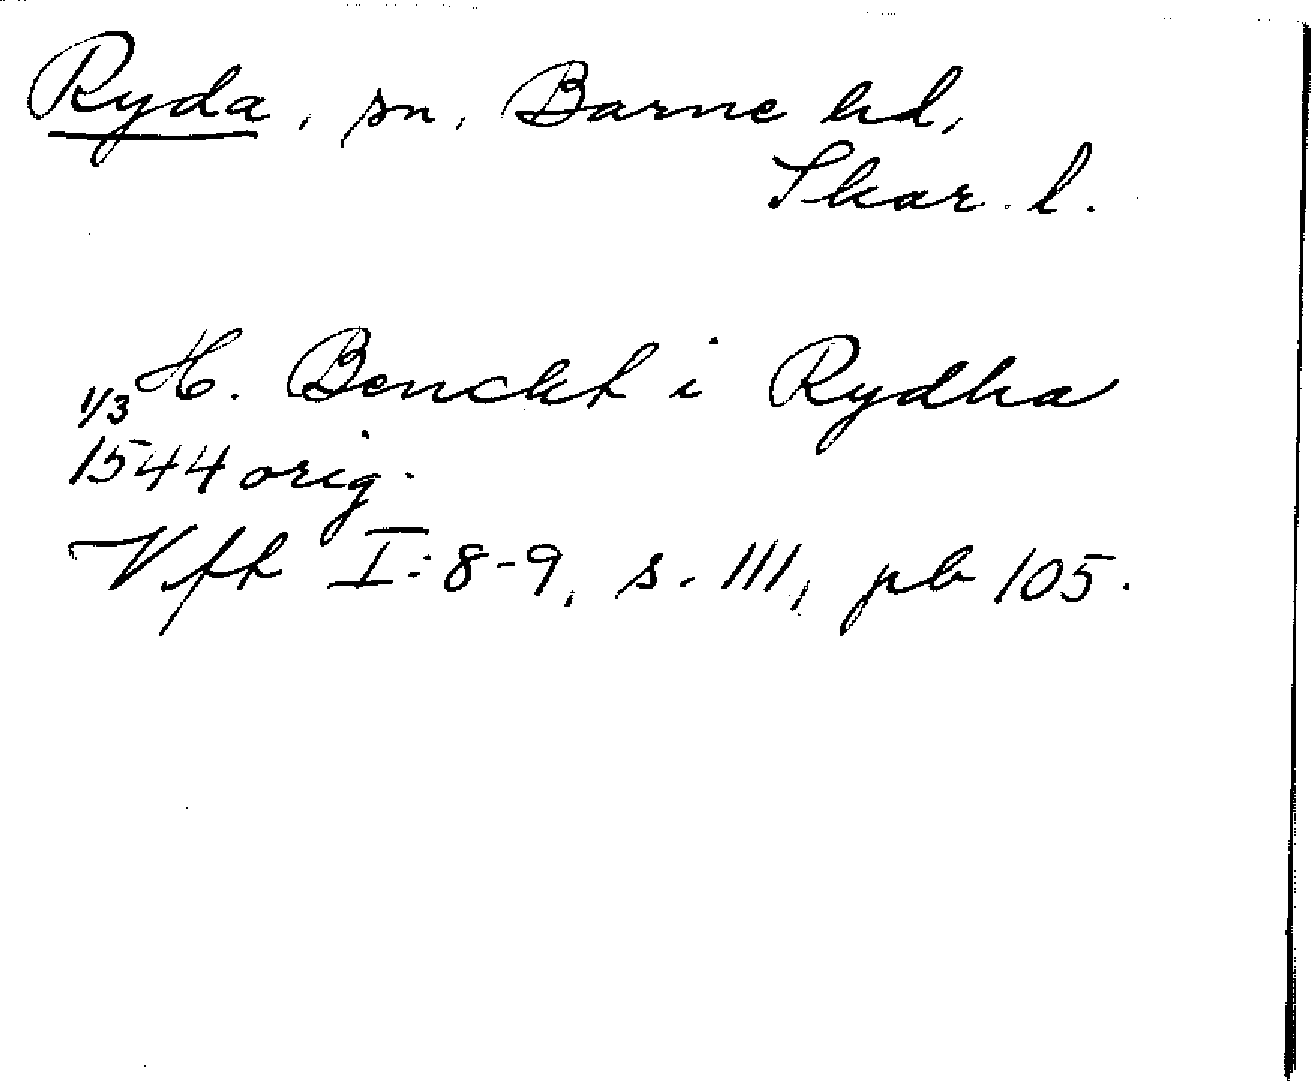 Ryda, sn, Barne hd,
Skar. l.
H. Benckt i Rydha
1/3 1544 orig.
Vfh I:8-9, s. 111, pb 105.